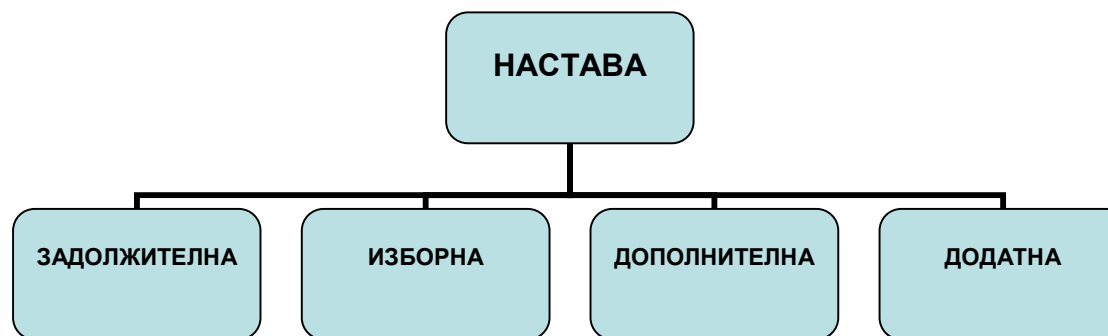 НАСТАВА
ЗАДОЛЖИТЕЛНА
ИЗБОРНА
ДОПОЛНИТЕЛНА
ДОДАТНА